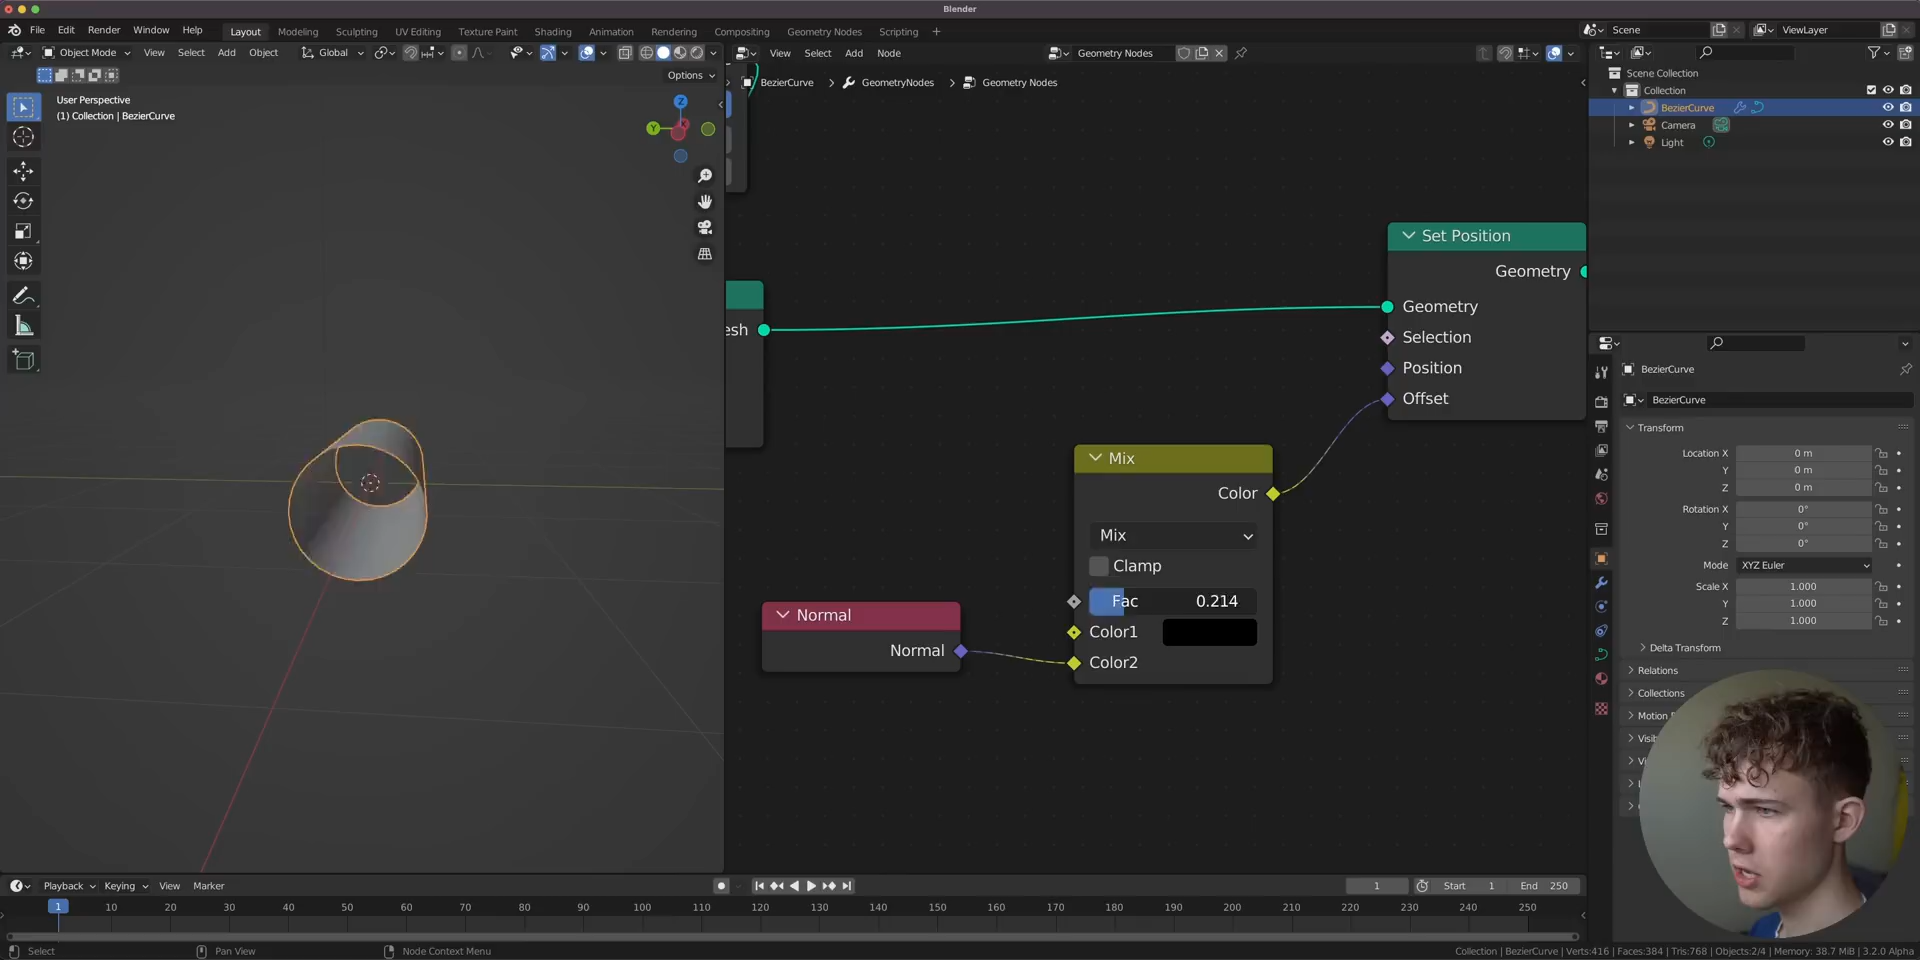 Blender
File Edit Render Window Help Layout Modeling Sculpting UV Editing Texture Paint Shading Animation Rendering Compositing Geometry Nodes Scripting + Scene ViewLayer
Object Mode View Select Add Object Global View Select Add Node Geometry Nodes
Options
BezierCurve > GeometryNodes > Geometry Nodes
User Perspective
(1) Collection | BezierCurve
Z
Y
Scene Collection
Collection
BezierCurve
Camera
Light
Set Position
Geometry
Geometry
Selection
Position
Offset
esh
Mix
Color
Mix
Clamp
Fac 0.214
Color1
Color2
Normal
Normal
BezierCurve
BezierCurve
Transform
Location X 0 m
Y 0 m
Z 0 m
Rotation X 0°
Y 0°
Z 0°
Mode XYZ Euler
Scale X 1.000
Y 1.000
Z 1.000
Delta Transform
Relations
Collections
Motion
Visib
Vi
Playback Keying View Marker 1 Start 1 End 250
1 10 20 30 40 50 60 70 80 90 100 110 120 130 140 150 160 170 180 190 200 210 220 230 240 250
Select Pan View Node Context Menu Collection | BezierCurve | Verts:416 | Faces:384 | Tris:768 | Objects:2/4 | Memory: 38.7 MiB | 3.2.0 Alpha